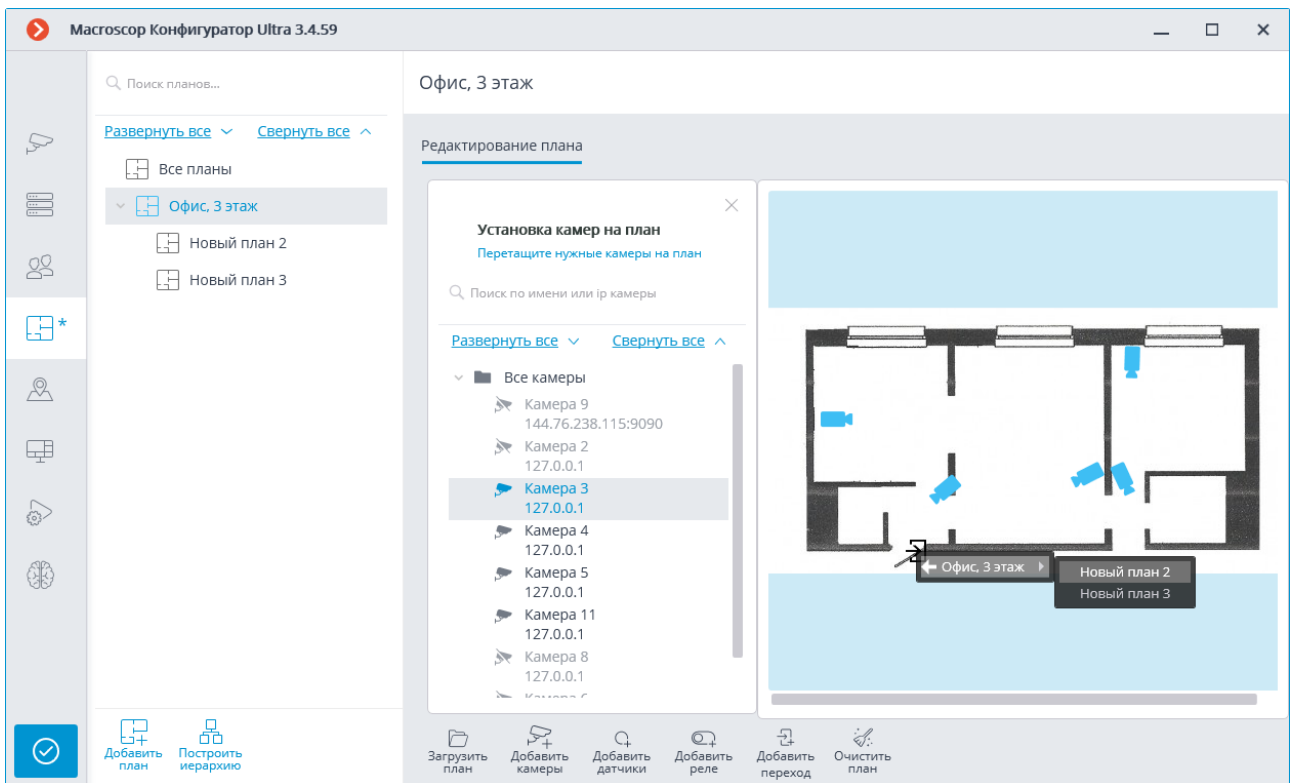 Macroscop Конфигуратор Ultra 3.4.59
Поиск планов...
Развернуть все
Свернуть все
Все планы
Офис, 3 этаж
Новый план 2
Новый план 3
Добавить план
Построить иерархию
Офис, 3 этаж
Редактирование плана
Установка камер на план
Перетащите нужные камеры на план
Поиск по имени или ip камеры
Развернуть все
Свернуть все
Все камеры
Камера 9
144.76.238.115:9090
Камера 2
127.0.0.1
Камера 3
127.0.0.1
Камера 4
127.0.0.1
Камера 5
127.0.0.1
Камера 11
127.0.0.1
Камера 8
127.0.0.1
Офис, 3 этаж
Новый план 2
Новый план 3
Загрузить план
Добавить камеры
Добавить датчики
Добавить реле
Добавить переход
Очистить план